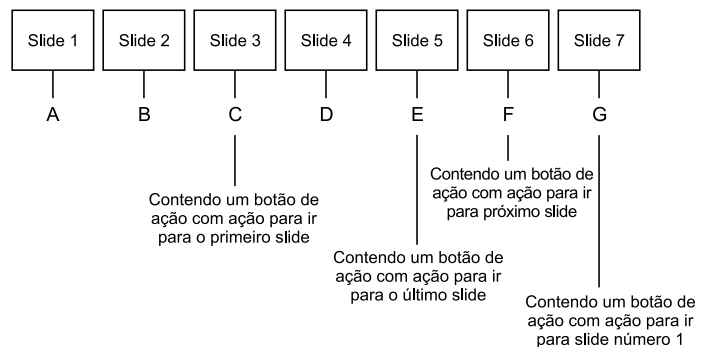 Slide 1 Slide 2 Slide 3 Slide 4 Slide 5 Slide 6 Slide 7
A B C D E F G
Contendo um botão de
ação com ação para ir
para o primeiro slide
Contendo um botão de
ação com ação para ir
para o último slide
Contendo um botão de
ação com ação para ir
para próximo slide
Contendo um botão de
ação com ação para ir
para slide número 1